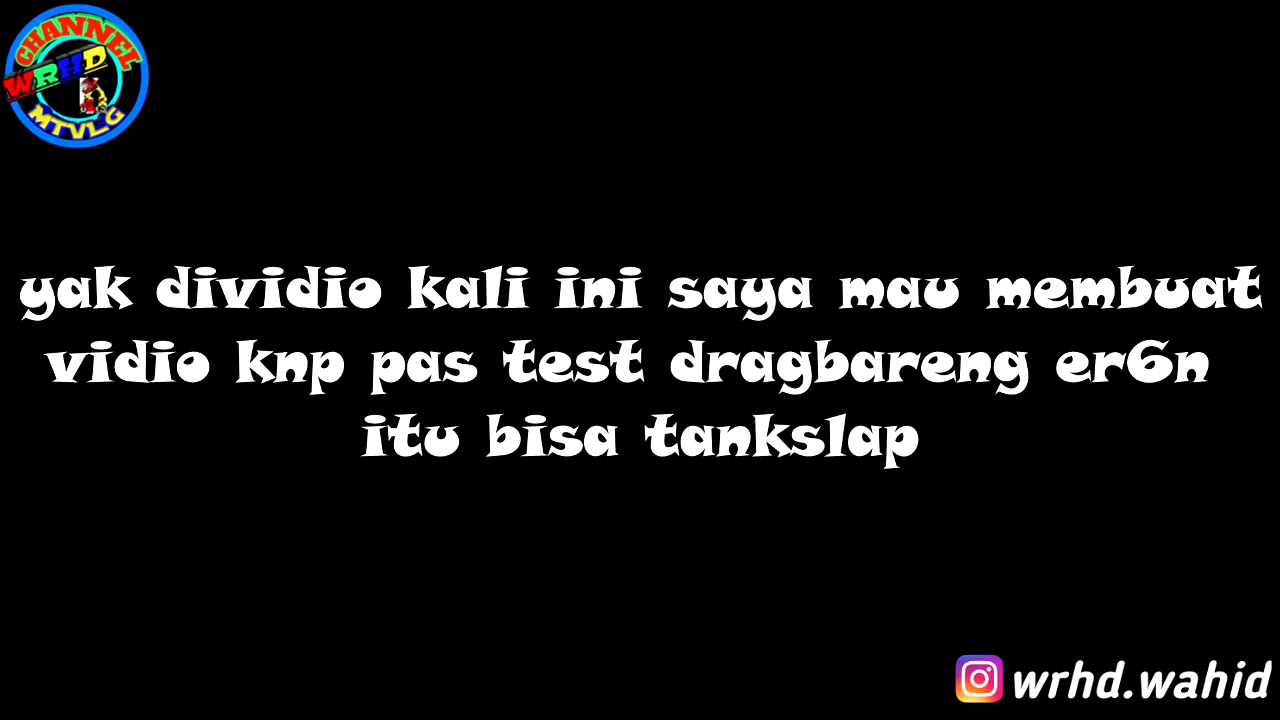 CHANNEL
WRHD
MTVLG
yak dividio kali ini saya mau membuat
vidio knp pas test dragbareng er6n
itu bisa tankslap
wrhd.wahid